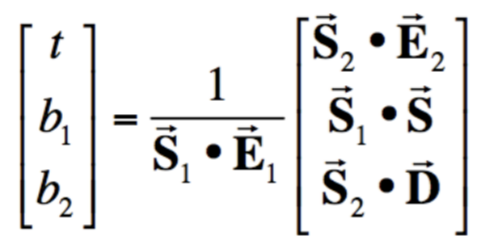 [t b₁ b₂] = 1 / (S⃗₁ • E⃗₁) [S⃗₂ • E⃗₂
S⃗₁ • S⃗
S⃗₂ • D⃗]